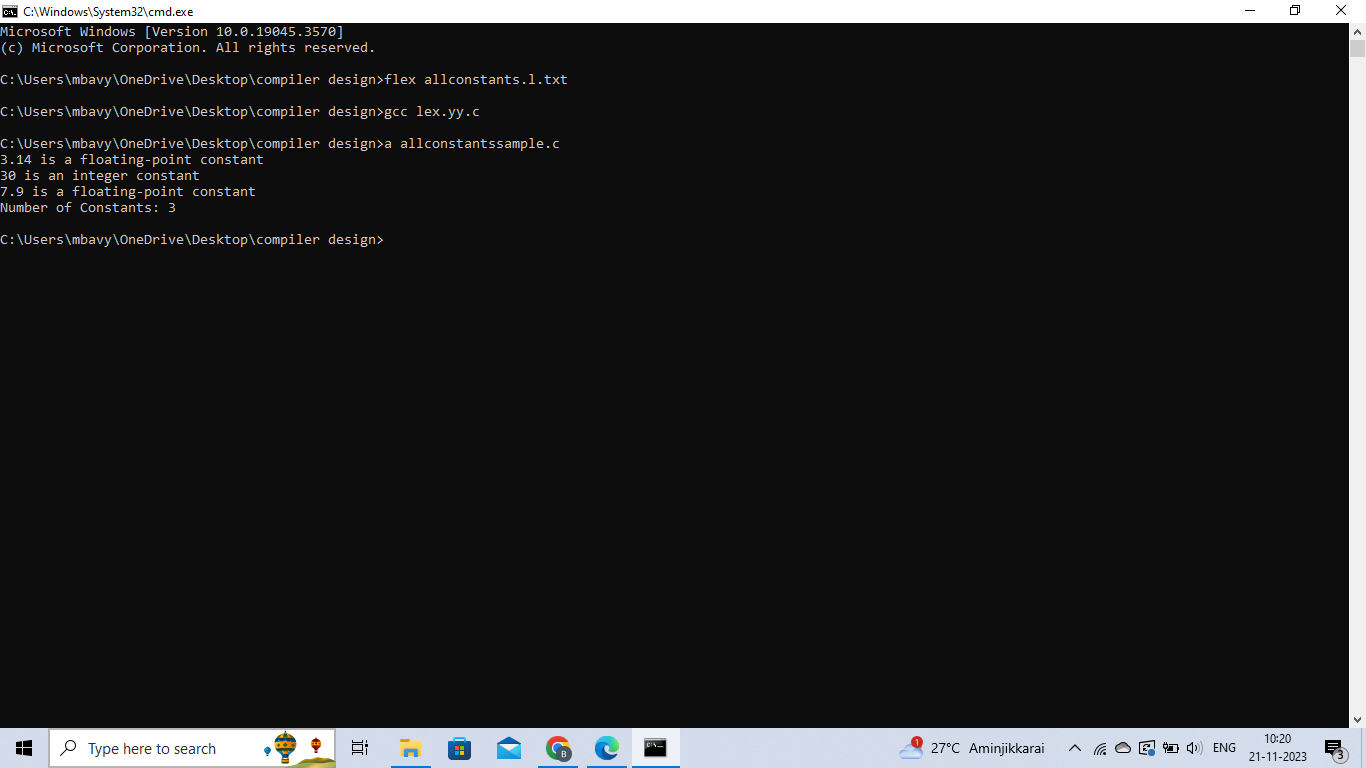 C:\Windows\System32\cmd.exe
Microsoft Windows [Version 10.0.19045.3570]
(c) Microsoft Corporation. All rights reserved.
C:\Users\mbavy\OneDrive\Desktop\compiler design>flex allconstants.l.txt
C:\Users\mbavy\OneDrive\Desktop\compiler design>gcc lex.yy.c
C:\Users\mbavy\OneDrive\Desktop\compiler design>a allconstantssample.c
3.14 is a floating-point constant
30 is an integer constant
7.9 is a floating-point constant
Number of Constants: 3
C:\Users\mbavy\OneDrive\Desktop\compiler design>
Type here to search
B
1
27°C Aminjikkarai
ENG
10:20
21-11-2023
3